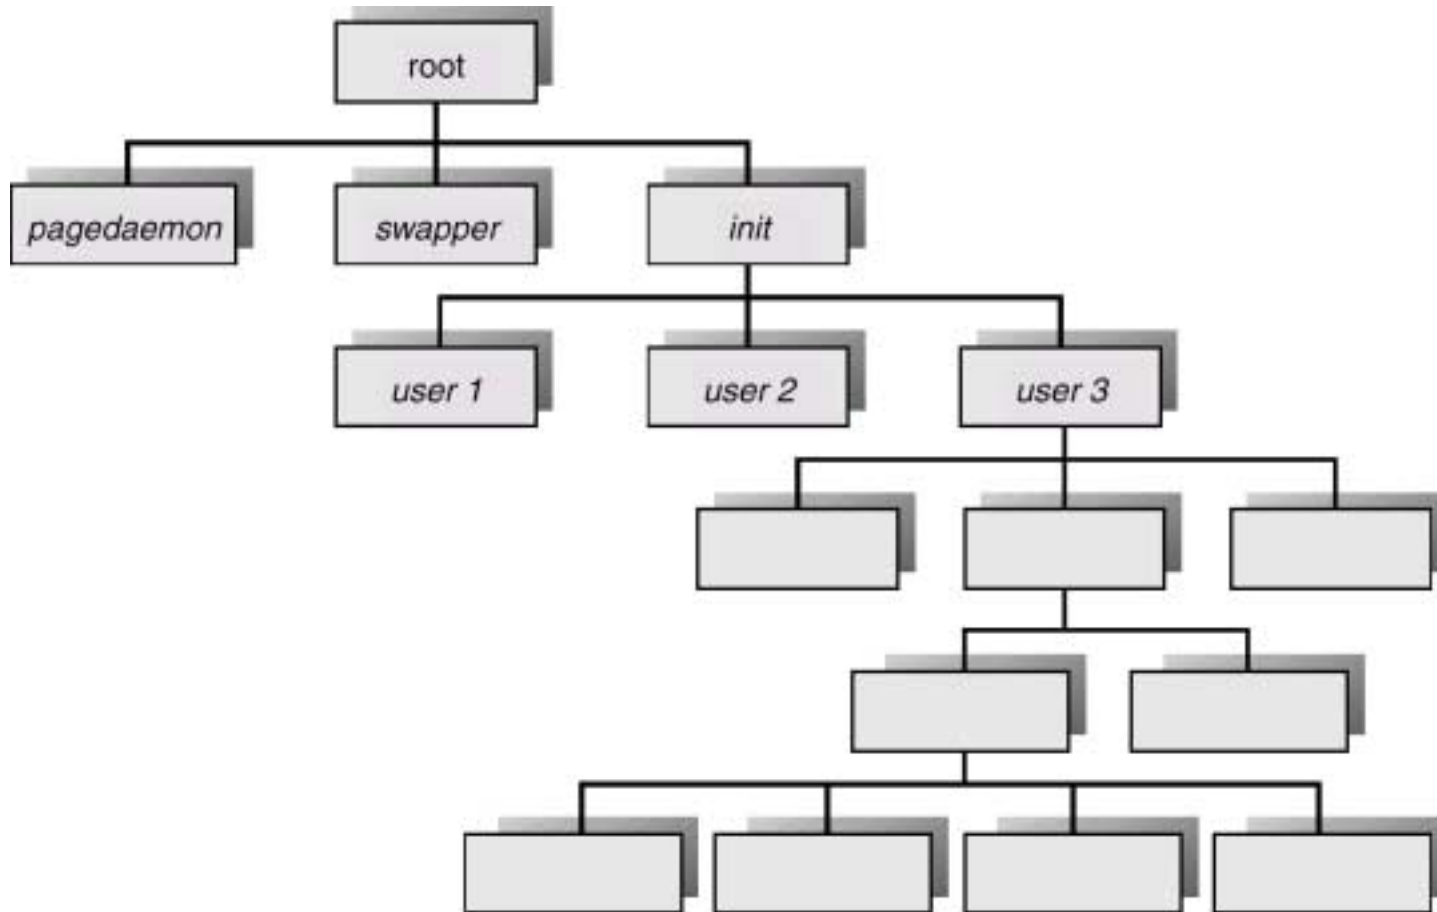 root
pagedaemon
swapper
init
user 1
user 2
user 3